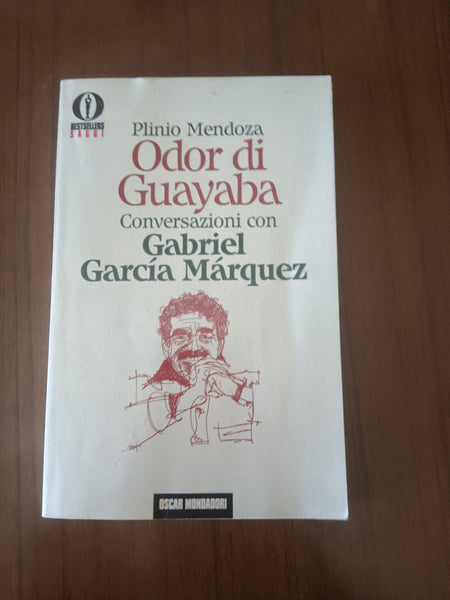 BESTSELLERS
SAGGI
Plinio Mendoza
Odor di
Guayaba
Conversazioni con
Gabriel
García Márquez
OSCAR MONDADORI